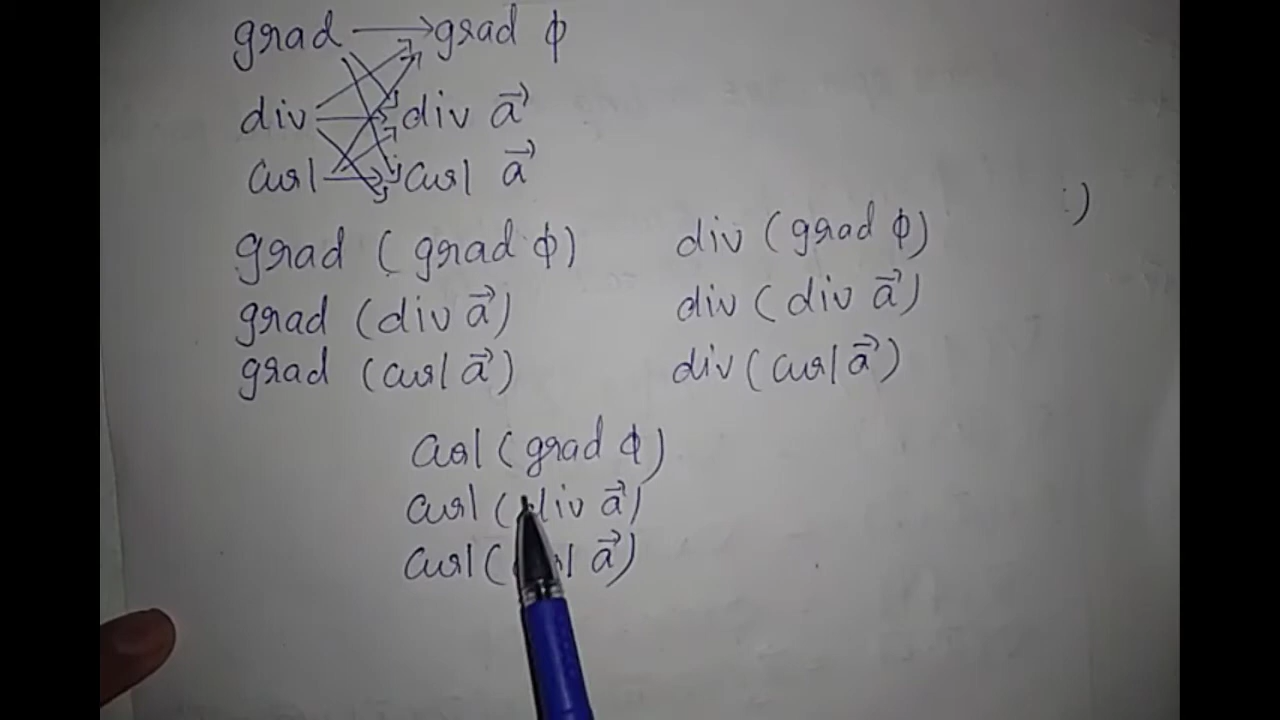 grad → grad ϕ
div div a⃗
curl curl a⃗
:)
grad ( grad ϕ) div ( grad ϕ)
grad (div a⃗) div ( div a⃗)
grad (curl a⃗) div (curl a⃗)
curl ( grad ϕ)
curl (div a⃗)
curl ( a⃗)